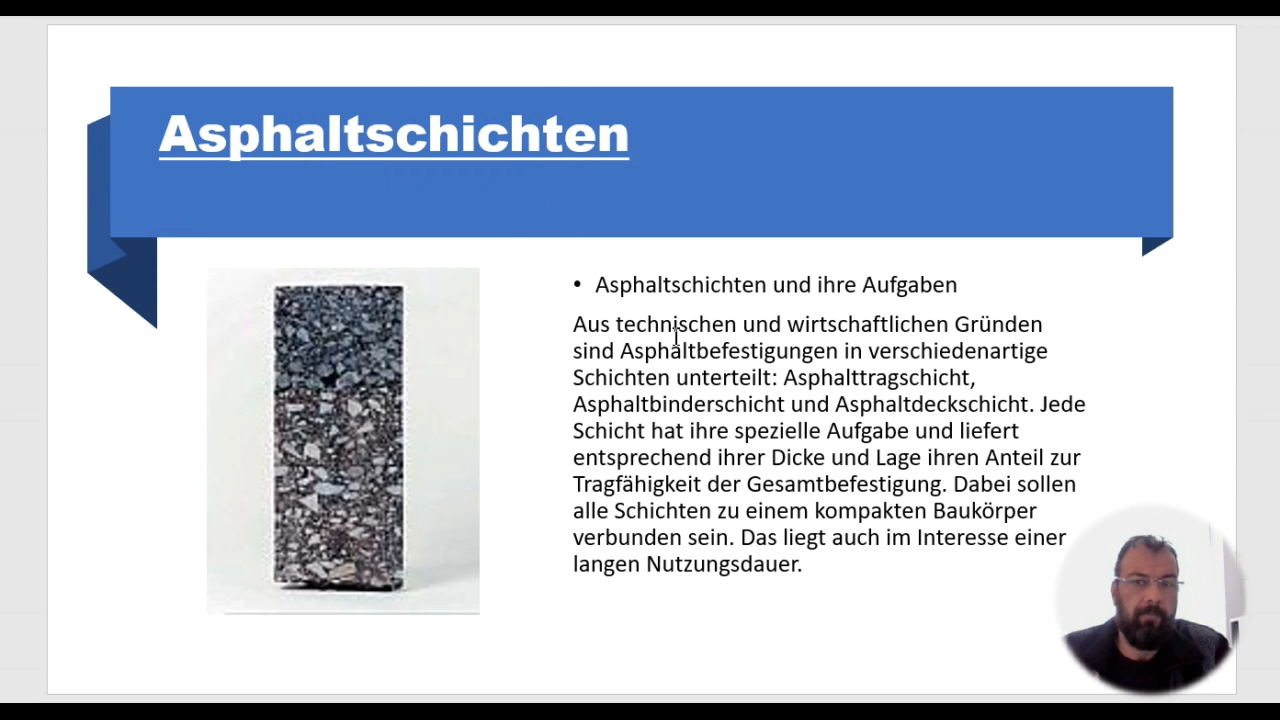 Asphaltschichten
• Asphaltschichten und ihre Aufgaben
Aus technischen und wirtschaftlichen Gründen
sind Asphaltbefestigungen in verschiedenartige
Schichten unterteilt: Asphalttragschicht,
Asphaltbinderschicht und Asphaltdeckschicht. Jede
Schicht hat ihre spezielle Aufgabe und liefert
entsprechend ihrer Dicke und Lage ihren Anteil zur
Tragfähigkeit der Gesamtbefestigung. Dabei sollen
alle Schichten zu einem kompakten Baukörper
verbunden sein. Das liegt auch im Interesse einer
langen Nutzungsdauer.